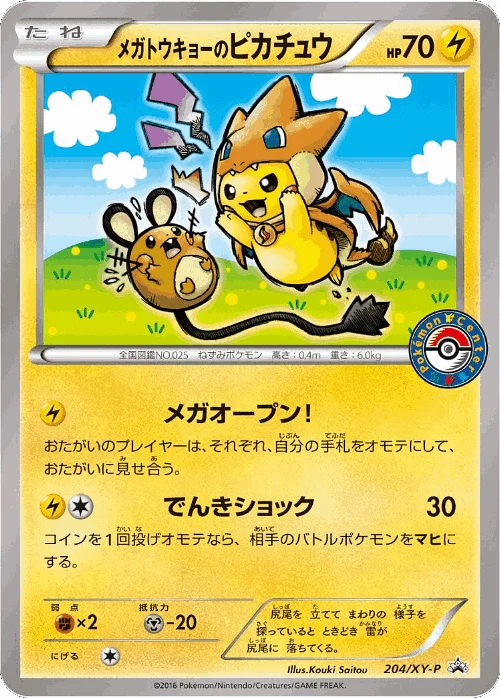 たね
メガトウキョーのピカチュウ HP70
Pokémon Center
全国図鑑NO.025 ねずみポケモン 高さ：0.4m 重さ：6.0kg
メガオープン！
おたがいのプレイヤーは、それぞれ、自分の手札をオモテにして、
おたがいに見せ合う。
でんきショック 30
コインを1回投げオモテなら、相手のバトルポケモンをマヒに
する。
弱点 抵抗力
×2 -20
にげる
尻尾を 立てて まわりの 様子を
探っていると ときどき 雷が
尻尾に 落ちてくる。
Illus.Kouki Saitou 204/XY-P
©2016 Pokémon/Nintendo/Creatures/GAME FREAK.